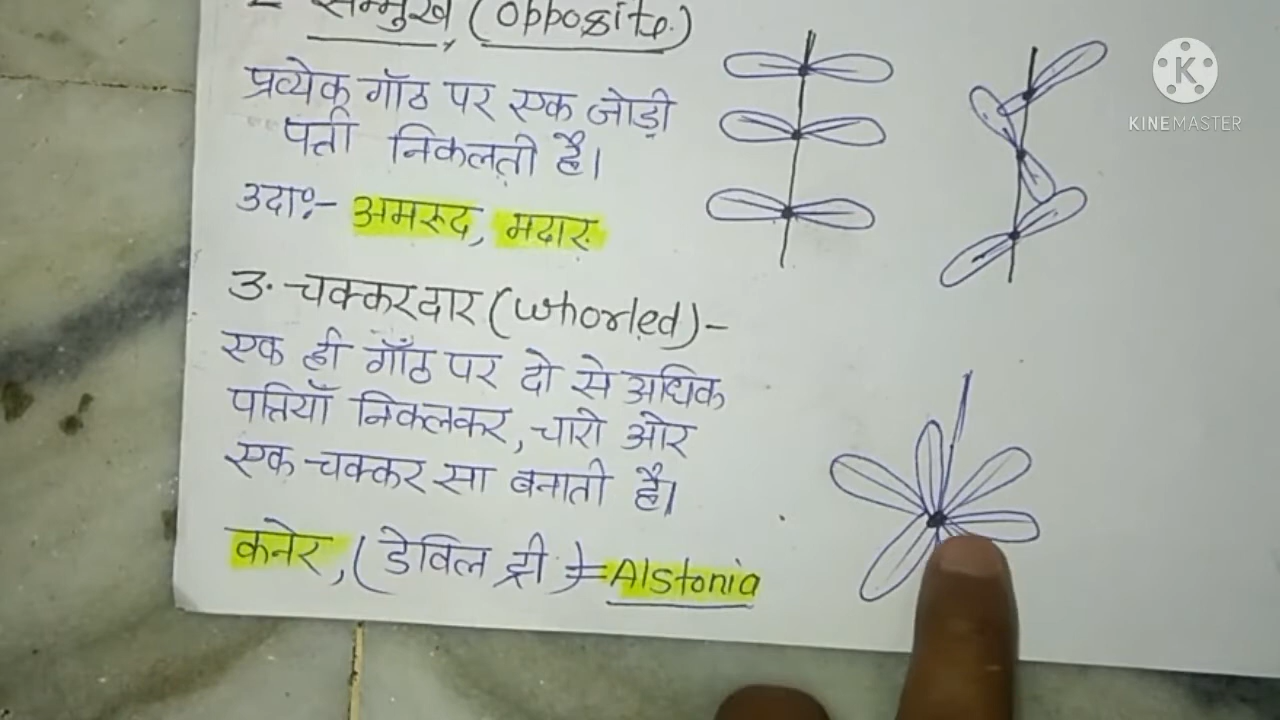 2- सम्मुख (opposite)
प्रत्येक गाँठ पर एक जोड़ी
पत्ती निकलती है।
उदाः- अमरुद, मदार
3. चक्करदार (whorled) -
एक ही गाँठ पर दो से अधिक
पत्तियाँ निकलकर, चारो ओर
एक चक्कर सा बनाती है।
कनेर, (डेविल ट्री) = Alstonia
K
KINEMASTER